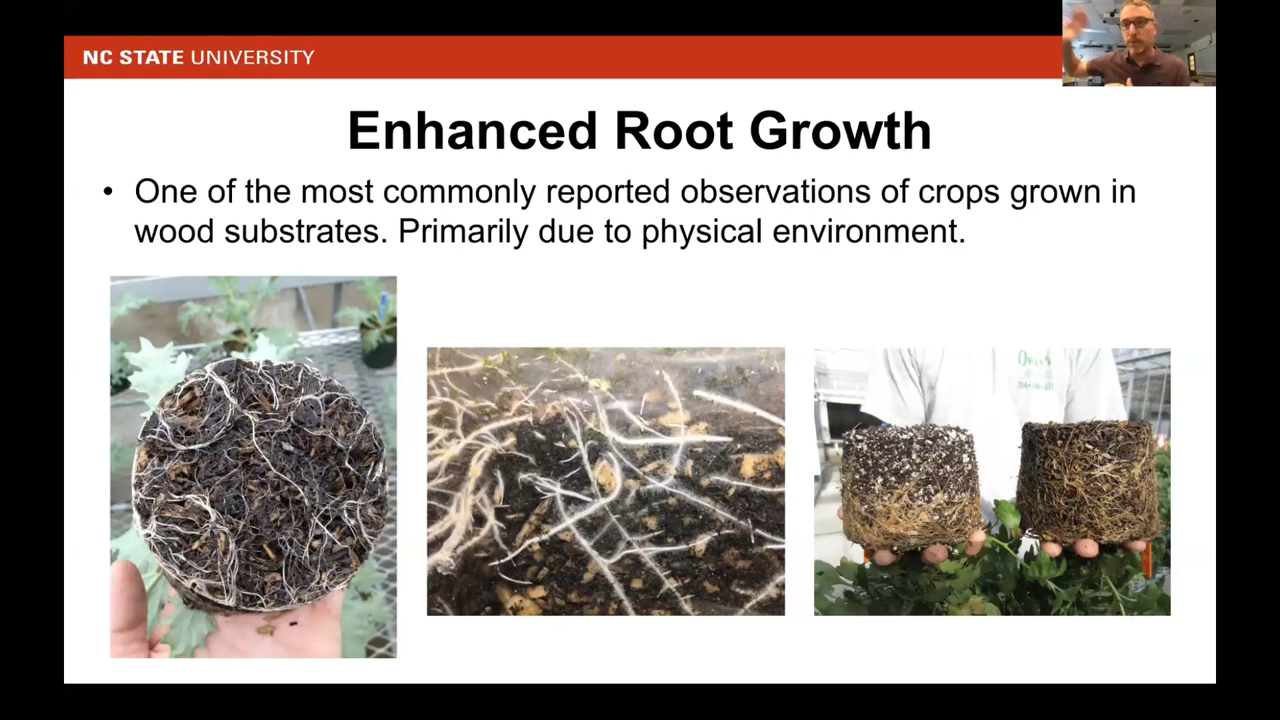 NC STATE UNIVERSITY
Enhanced Root Growth
• One of the most commonly reported observations of crops grown in
wood substrates. Primarily due to physical environment.